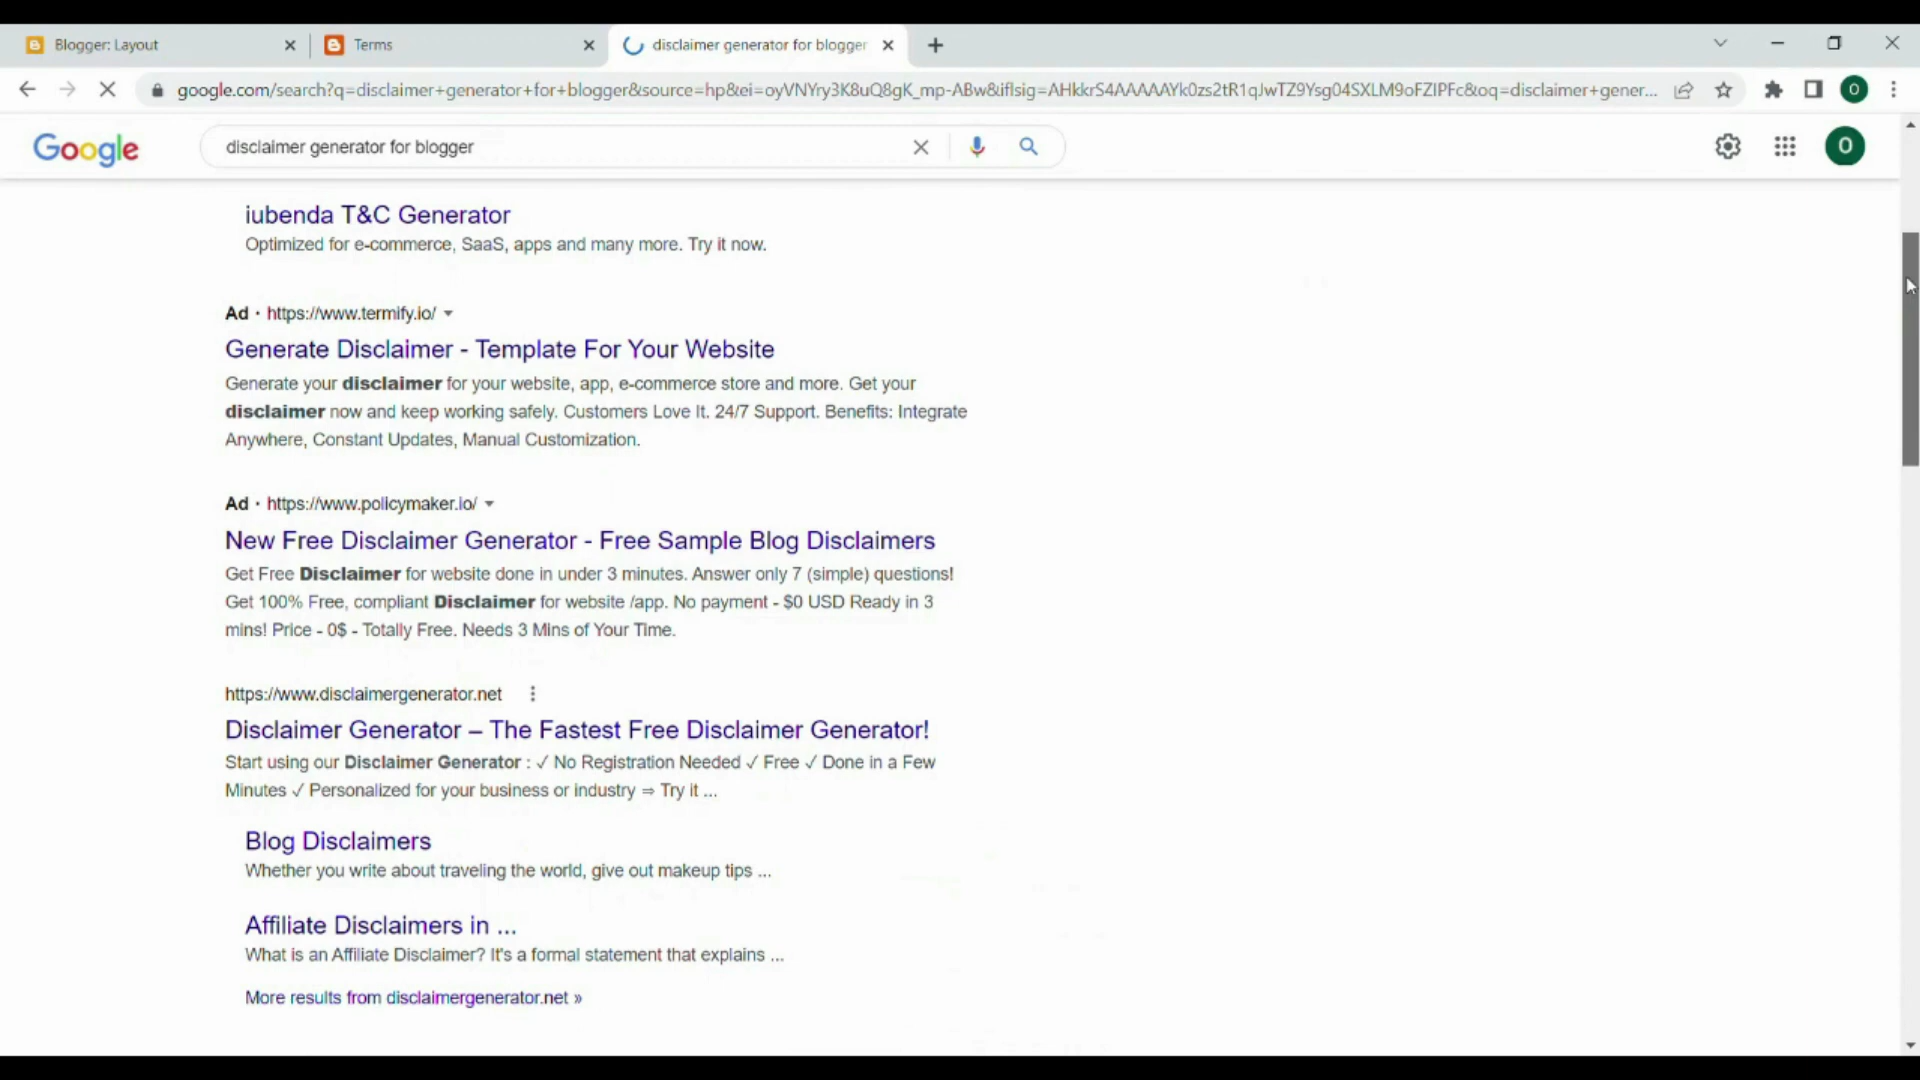 Blogger: Layout
Terms
disclaimer generator for blogger
google.com/search?q=disclaimer+generator+for+blogger&source=hp&ei=oyVNYry3K8uQ8gK_mp-ABw&iflsig=AHkkrS4AAAAAYk0zs2tR1qJwTZ9Ysg04SXLM9oFZIPFc&oq=disclaimer+gener...
O
Google
disclaimer generator for blogger
O
iubenda T&C Generator
Optimized for e-commerce, SaaS, apps and many more. Try it now.
Ad · https://www.termify.io/
Generate Disclaimer - Template For Your Website
Generate your disclaimer for your website, app, e-commerce store and more. Get your
disclaimer now and keep working safely. Customers Love It. 24/7 Support. Benefits: Integrate
Anywhere, Constant Updates, Manual Customization.
Ad · https://www.policymaker.io/
New Free Disclaimer Generator - Free Sample Blog Disclaimers
Get Free Disclaimer for website done in under 3 minutes. Answer only 7 (simple) questions!
Get 100% Free, compliant Disclaimer for website /app. No payment - $0 USD Ready in 3
mins! Price - 0$ - Totally Free. Needs 3 Mins of Your Time.
https://www.disclaimergenerator.net
Disclaimer Generator – The Fastest Free Disclaimer Generator!
Start using our Disclaimer Generator : ✓ No Registration Needed ✓ Free ✓ Done in a Few
Minutes ✓ Personalized for your business or industry ⇒ Try it ...
Blog Disclaimers
Whether you write about traveling the world, give out makeup tips ...
Affiliate Disclaimers in ...
What is an Affiliate Disclaimer? It's a formal statement that explains ...
More results from disclaimergenerator.net »